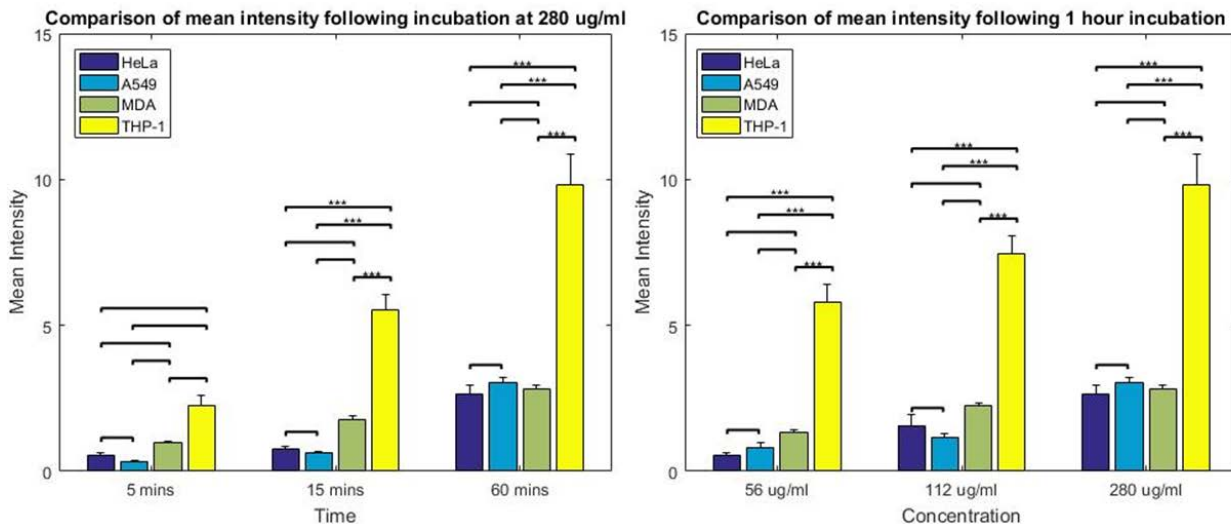 Comparison of mean intensity following incubation at 280 ug/ml
15
HeLa
A549
MDA
THP-1
***
***
***
10
***
***
***
5
0
Mean Intensity
5 mins
15 mins
60 mins
Time
Comparison of mean intensity following 1 hour incubation
15
HeLa
A549
MDA
THP-1
***
***
***
***
***
***
10
***
***
***
5
0
Mean Intensity
56 ug/ml
112 ug/ml
280 ug/ml
Concentration